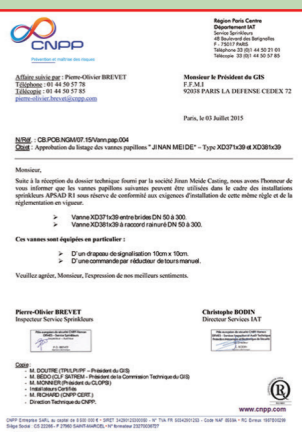 Région Paris Centre
Département IAT
Service Sprinkleurs
48 Boulevard des Batignolles
F - 75017 PARIS
Téléphone 33 (0)1 44 50 31 01
Télécopie 33 (0)1 44 50 57 85
CNPP
Prévention et maîtrise des risques
Affaire suivie par : Pierre-Olivier BREVET
Téléphone : 01 44 50 57 78
Télécopie : 01 44 50 57 85
pierre-olivier.brevet@cnpp.com
Monsieur le Président du GIS
F.F.M.I
92038 PARIS LA DEFENSE CEDEX 72
Paris, le 03 Juillet 2015
N/Réf. : CB.POB.NGM/07.15/Vann.pap.004
Objet : Approbation du listage des vannes papillons " JINAN MEIDE" – Type XD371x39 et XD381x39
Monsieur,
Suite à la réception du dossier technique fourni par la société Jinan Meide Casting, nous avons l'honneur de
vous informer que les vannes papillons suivantes peuvent être utilisées dans le cadre des installations
sprinkleurs APSAD R1 sous réserve de conformité aux exigences d'installation de cette même règle et de la
réglementation en vigueur.
➢ Vanne XD371x39 entre brides DN 50 à 300.
➢ Vanne XD381x39 à raccord rainuré DN 50 à 300.
Ces vannes sont équipées en particulier :
➢ D'un drapeau de signalisation 10cm x 10cm.
➢ D'une commande par réducteur de tours manuel.
Veuillez agréer, Monsieur, l'expression de nos meilleurs sentiments.
Pierre-Olivier BREVET
Inspecteur Service Sprinkleurs
Christophe BODIN
Directeur Services IAT
Copie :
- M. DOUTRE (TPI/LPI/FF – Président du GIS)
- M. BEDO (CLF SATREM - Président de la Commission Technique du GIS)
- M. MONNIER (Président du CLOPSI)
- Installateurs Certifiés
- M. RICHARD (CNPP CERT.)
- Direction Technique du CNPP.
www.cnpp.com